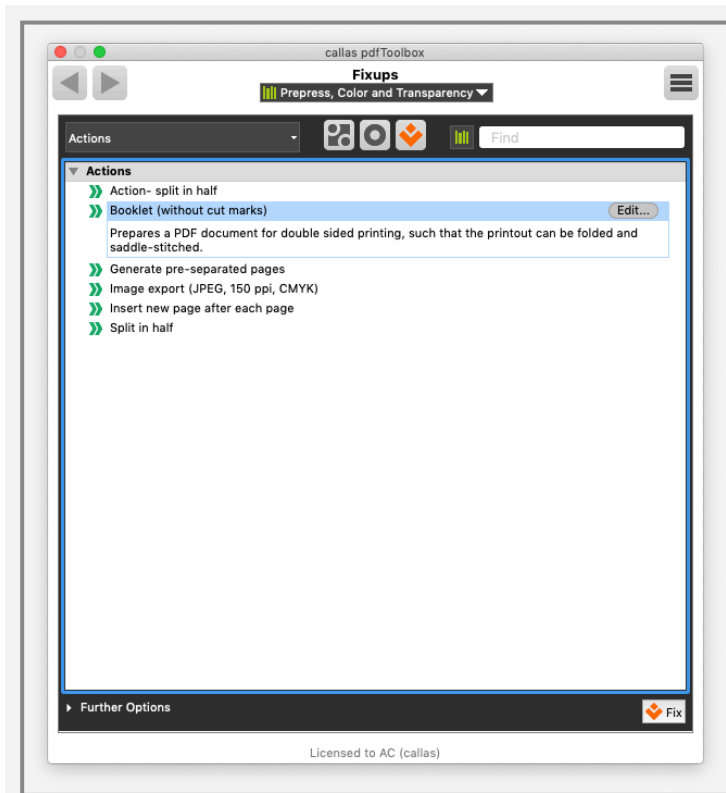 callas pdfToolbox
Fixups
Prepress, Color and Transparency
Actions
Find
Actions
Action- split in half
Booklet (without cut marks)
Edit...
Prepares a PDF document for double sided printing, such that the printout can be folded and
saddle-stitched.
Generate pre-separated pages
Image export (JPEG, 150 ppi, CMYK)
Insert new page after each page
Split in half
Further Options
Fix
Licensed to AC (callas)